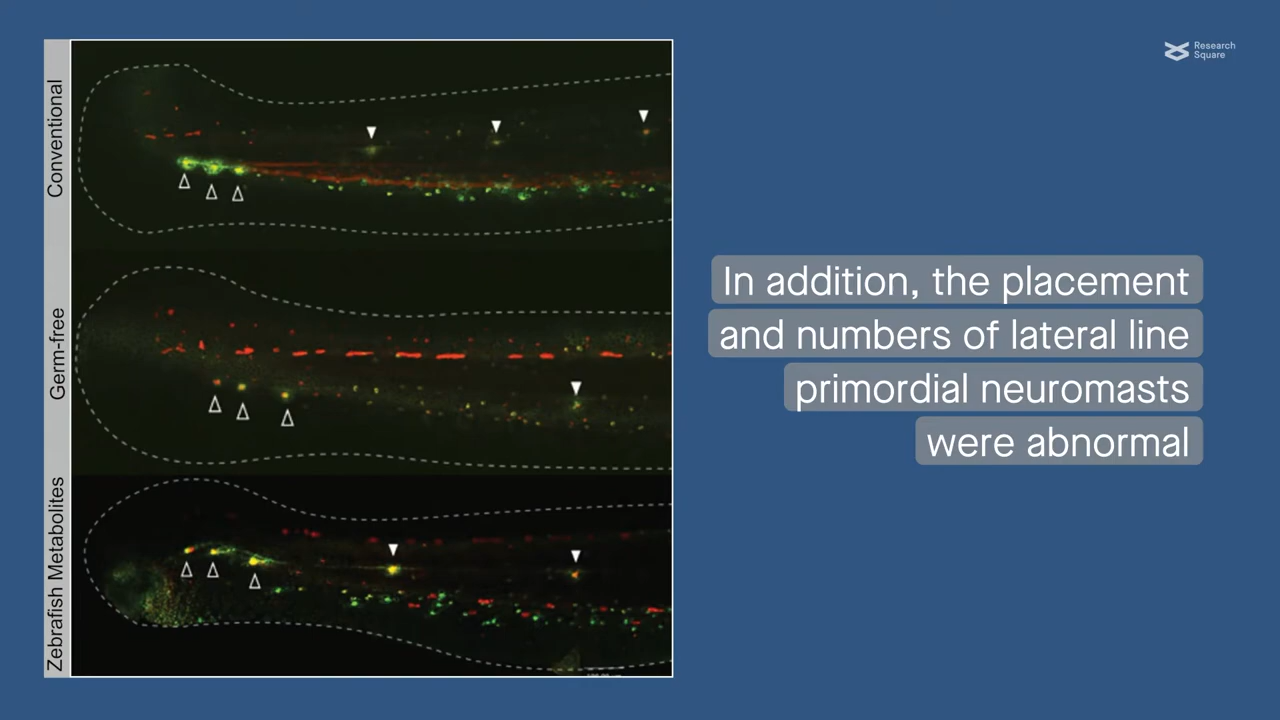 Research
Square
Conventional
Germ-free
Zebrafish Metabolites
In addition, the placement
and numbers of lateral line
primordial neuromasts
were abnormal